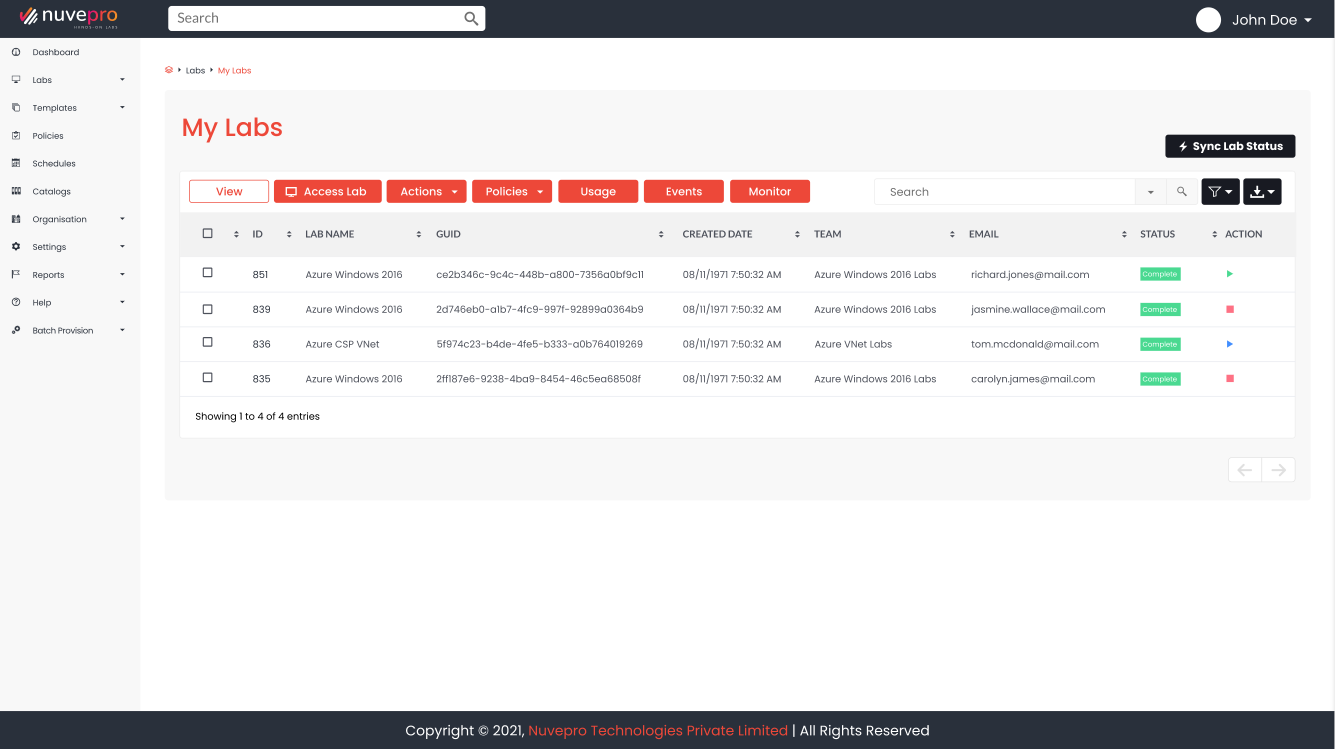 nuvepro
HANDS-ON LABS
Search
John Doe
Dashboard
Labs
Templates
Policies
Schedules
Catalogs
Organisation
Settings
Reports
Help
Batch Provision
Labs My Labs
My Labs
Sync Lab Status
View Access Lab Actions Policies Usage Events Monitor Search
ID LAB NAME GUID CREATED DATE TEAM EMAIL STATUS ACTION
851 Azure Windows 2016 ce2b346c-9c4c-448b-a800-7356a0bf9c11 08/11/1971 7:50:32 AM Azure Windows 2016 Labs richard.jones@mail.com Complete
839 Azure Windows 2016 2d746eb0-a1b7-4fc9-997f-92899a0364b9 08/11/1971 7:50:32 AM Azure Windows 2016 Labs jasmine.wallace@mail.com Complete
836 Azure CSP VNet 5f974c23-b4de-4fe5-b333-a0b764019269 08/11/1971 7:50:32 AM Azure VNet Labs tom.mcdonald@mail.com Complete
835 Azure Windows 2016 2ff187e6-9238-4ba9-8454-46c5ea68508f 08/11/1971 7:50:32 AM Azure Windows 2016 Labs carolyn.james@mail.com Complete
Showing 1 to 4 of 4 entries
Copyright © 2021, Nuvepro Technologies Private Limited | All Rights Reserved